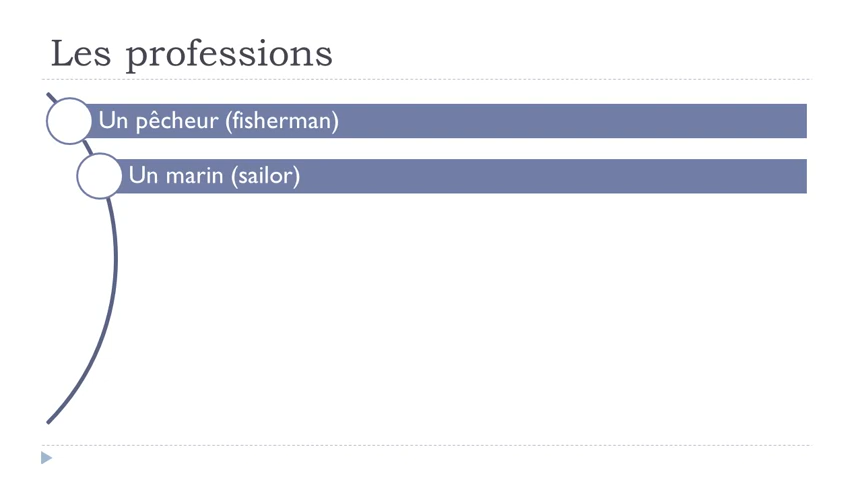 Les professions
Un pêcheur (fisherman)
Un marin (sailor)